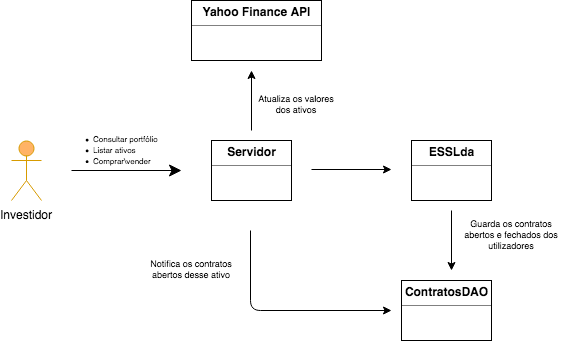 Yahoo Finance API
Atualiza os valores
dos ativos
• Consultar portfólio
• Listar ativos
• Comprar\vender
Servidor
ESSLda
Investidor
Guarda os contratos
abertos e fechados dos
utilizadores
Notifica os contratos
abertos desse ativo
ContratosDAO